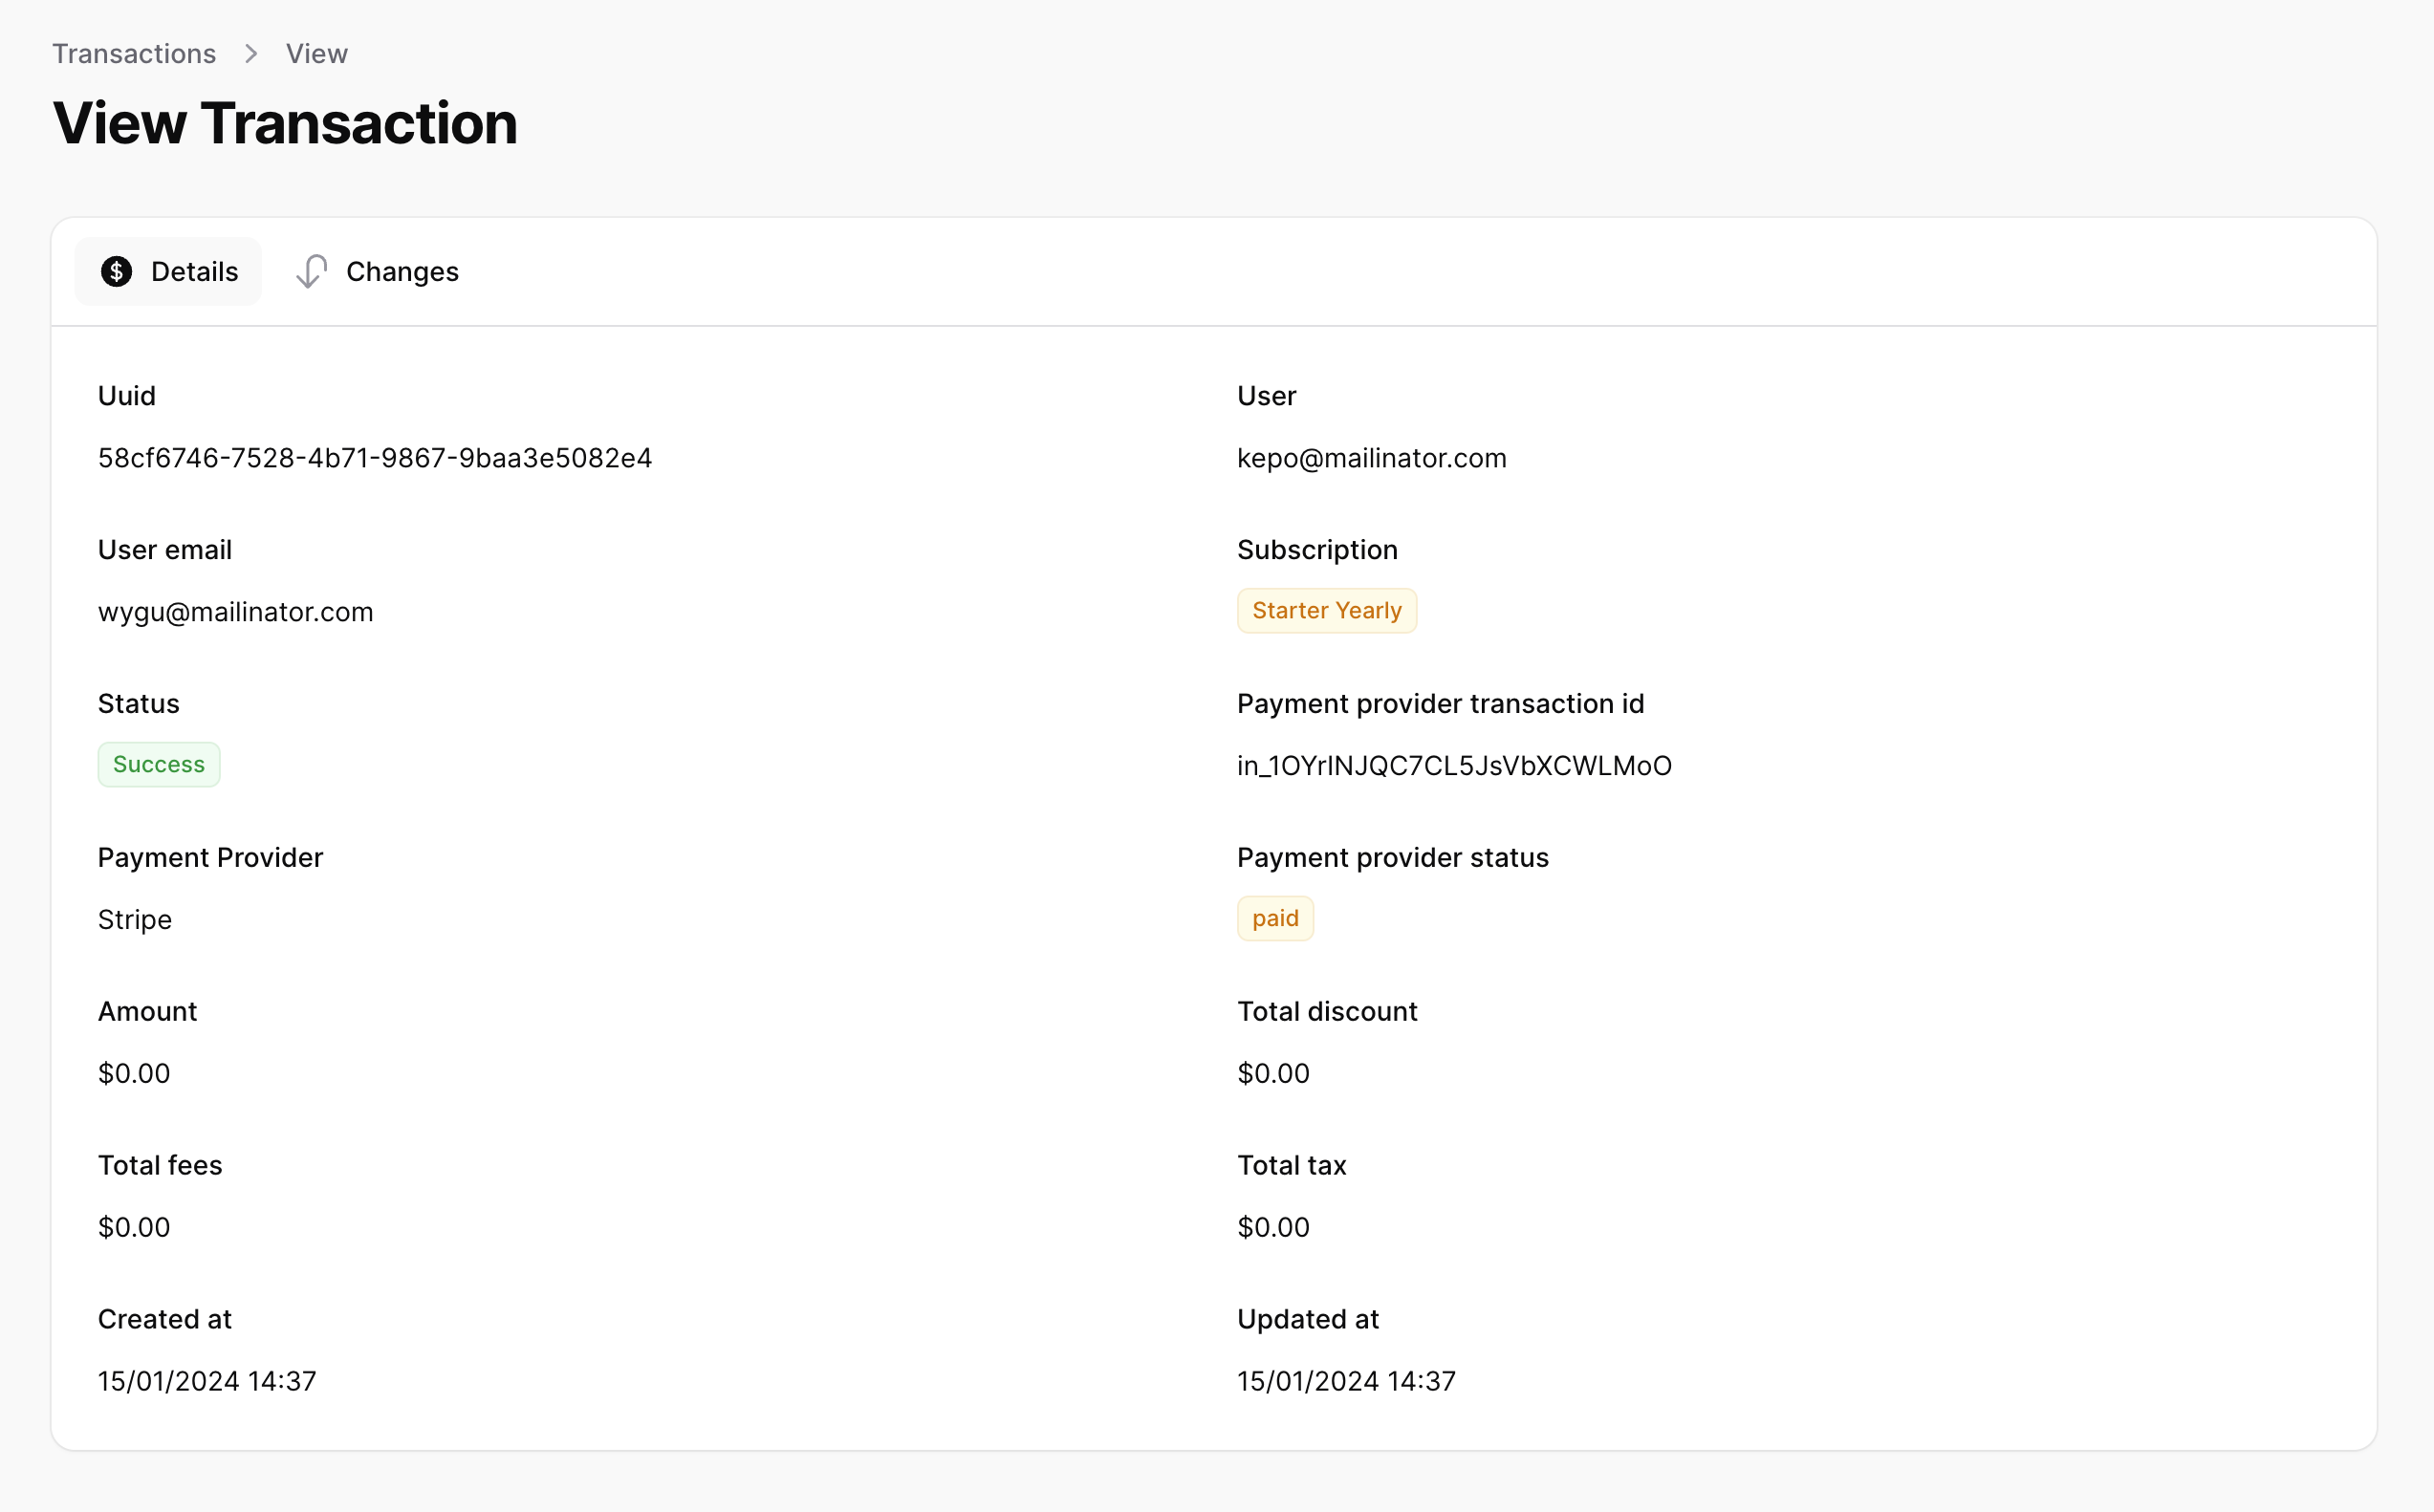 Transactions > View
View Transaction
Details Changes
Uuid
58cf6746-7528-4b71-9867-9baa3e5082e4
User
kepo@mailinator.com
User email
wygu@mailinator.com
Subscription
Starter Yearly
Status
Success
Payment provider transaction id
in_1OYrINJQC7CL5JsVbXCWLMoO
Payment Provider
Stripe
Payment provider status
paid
Amount
$0.00
Total discount
$0.00
Total fees
$0.00
Total tax
$0.00
Created at
15/01/2024 14:37
Updated at
15/01/2024 14:37